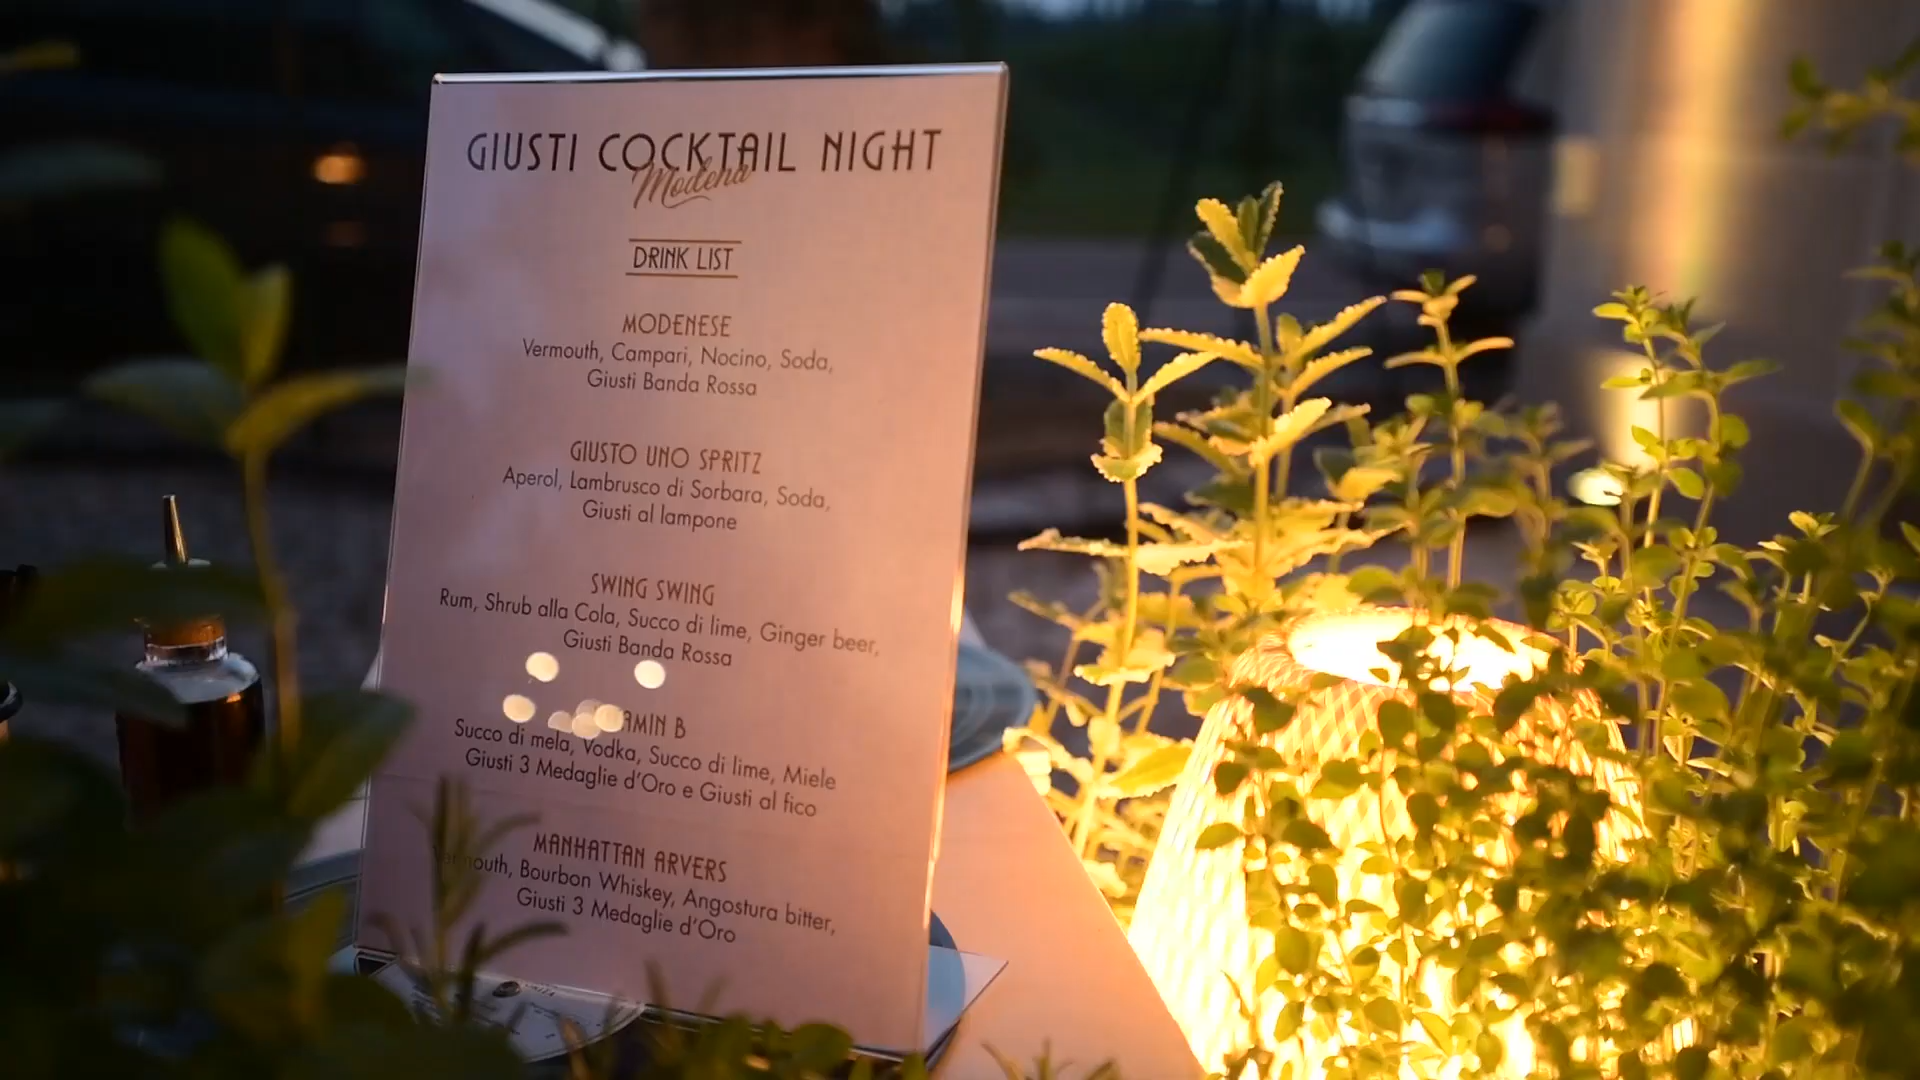 GIUSTI COCKTAIL NIGHT
Modena
DRINK LIST
MODENESE
Vermouth, Campari, Nocino, Soda,
Giusti Banda Rossa
GIUSTO UNO SPRITZ
Aperol, Lambrusco di Sorbara, Soda,
Giusti al lampone
SWING SWING
Rum, Shrub alla Cola, Succo di lime, Ginger beer,
Giusti Banda Rossa
B
Succo di mela, Vodka, Succo di lime, Miele
Giusti 3 Medaglie d'Oro e Giusti al fico
MANHATTAN ARVERS
Vermouth, Bourbon Whiskey, Angostura bitter,
Giusti 3 Medaglie d'Oro